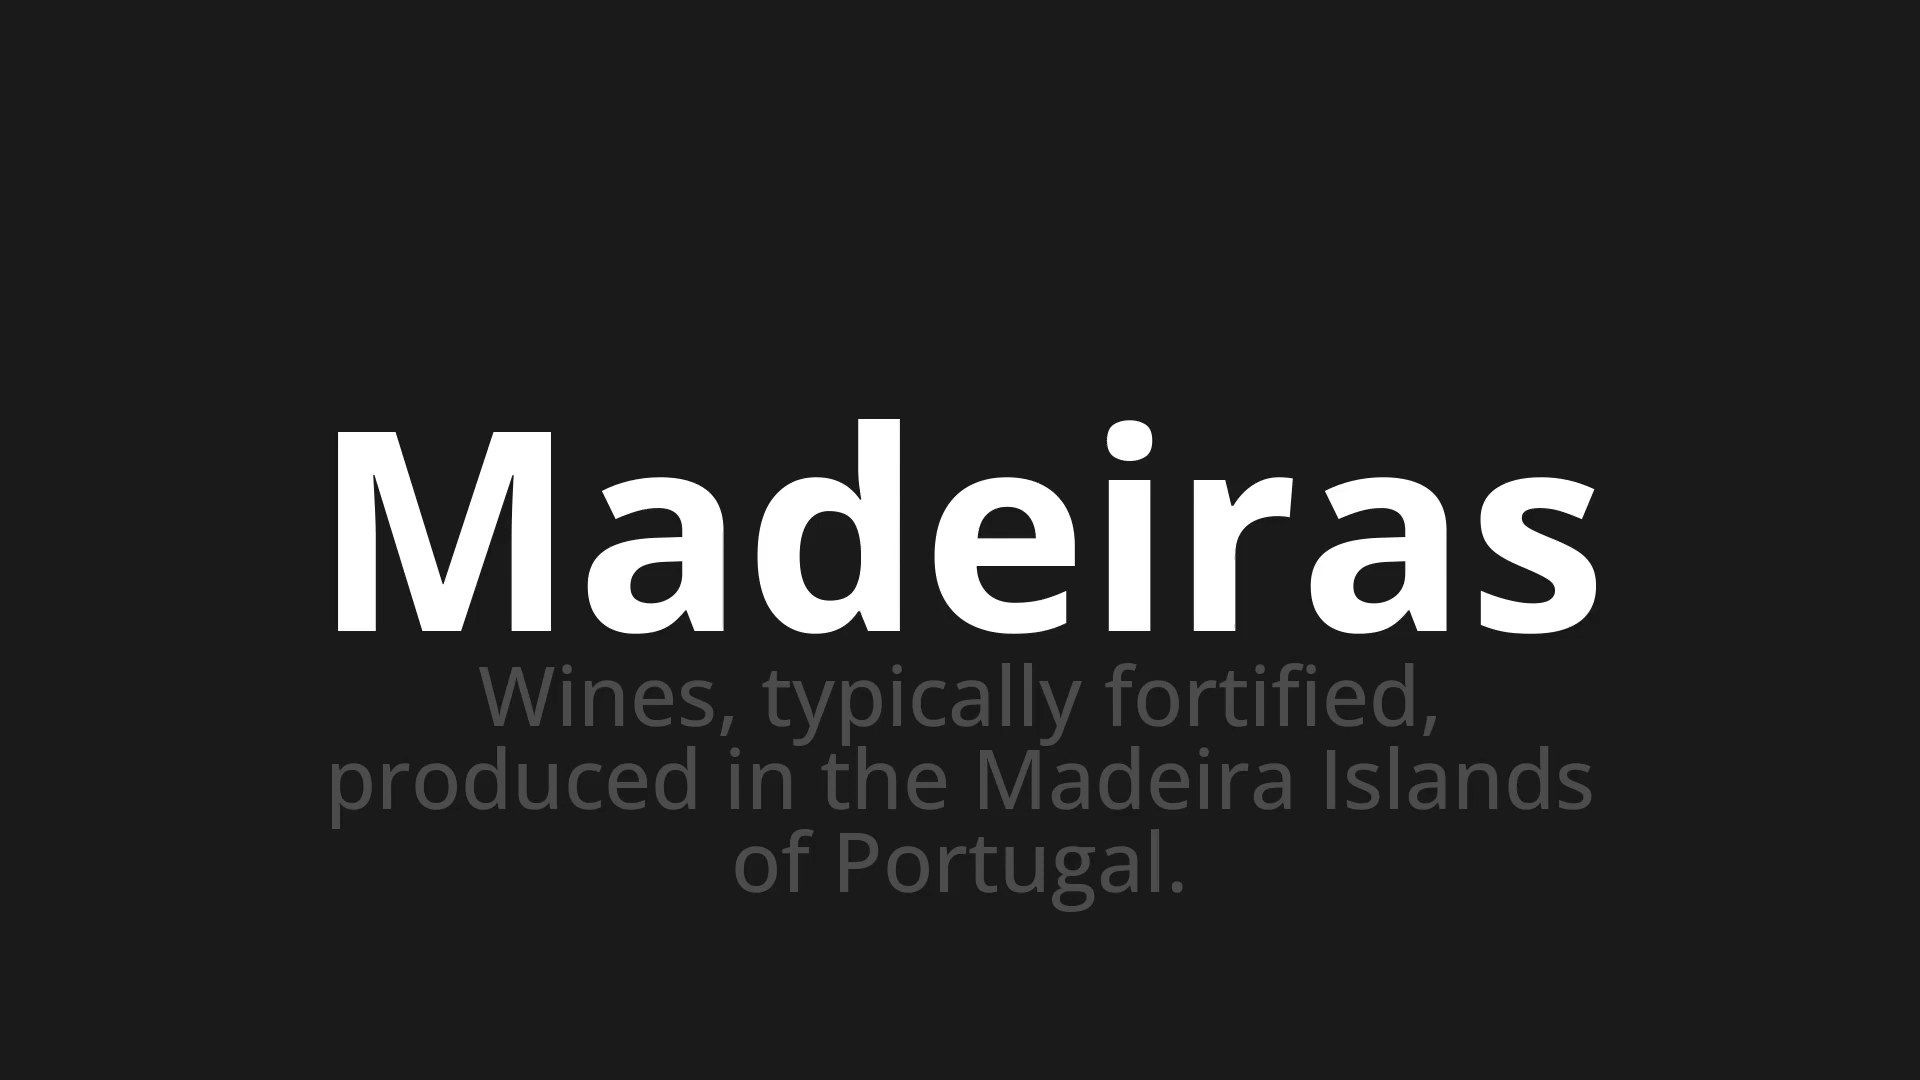 Madeiras
Wines, typically fortified,
produced in the Madeira Islands
of Portugal.